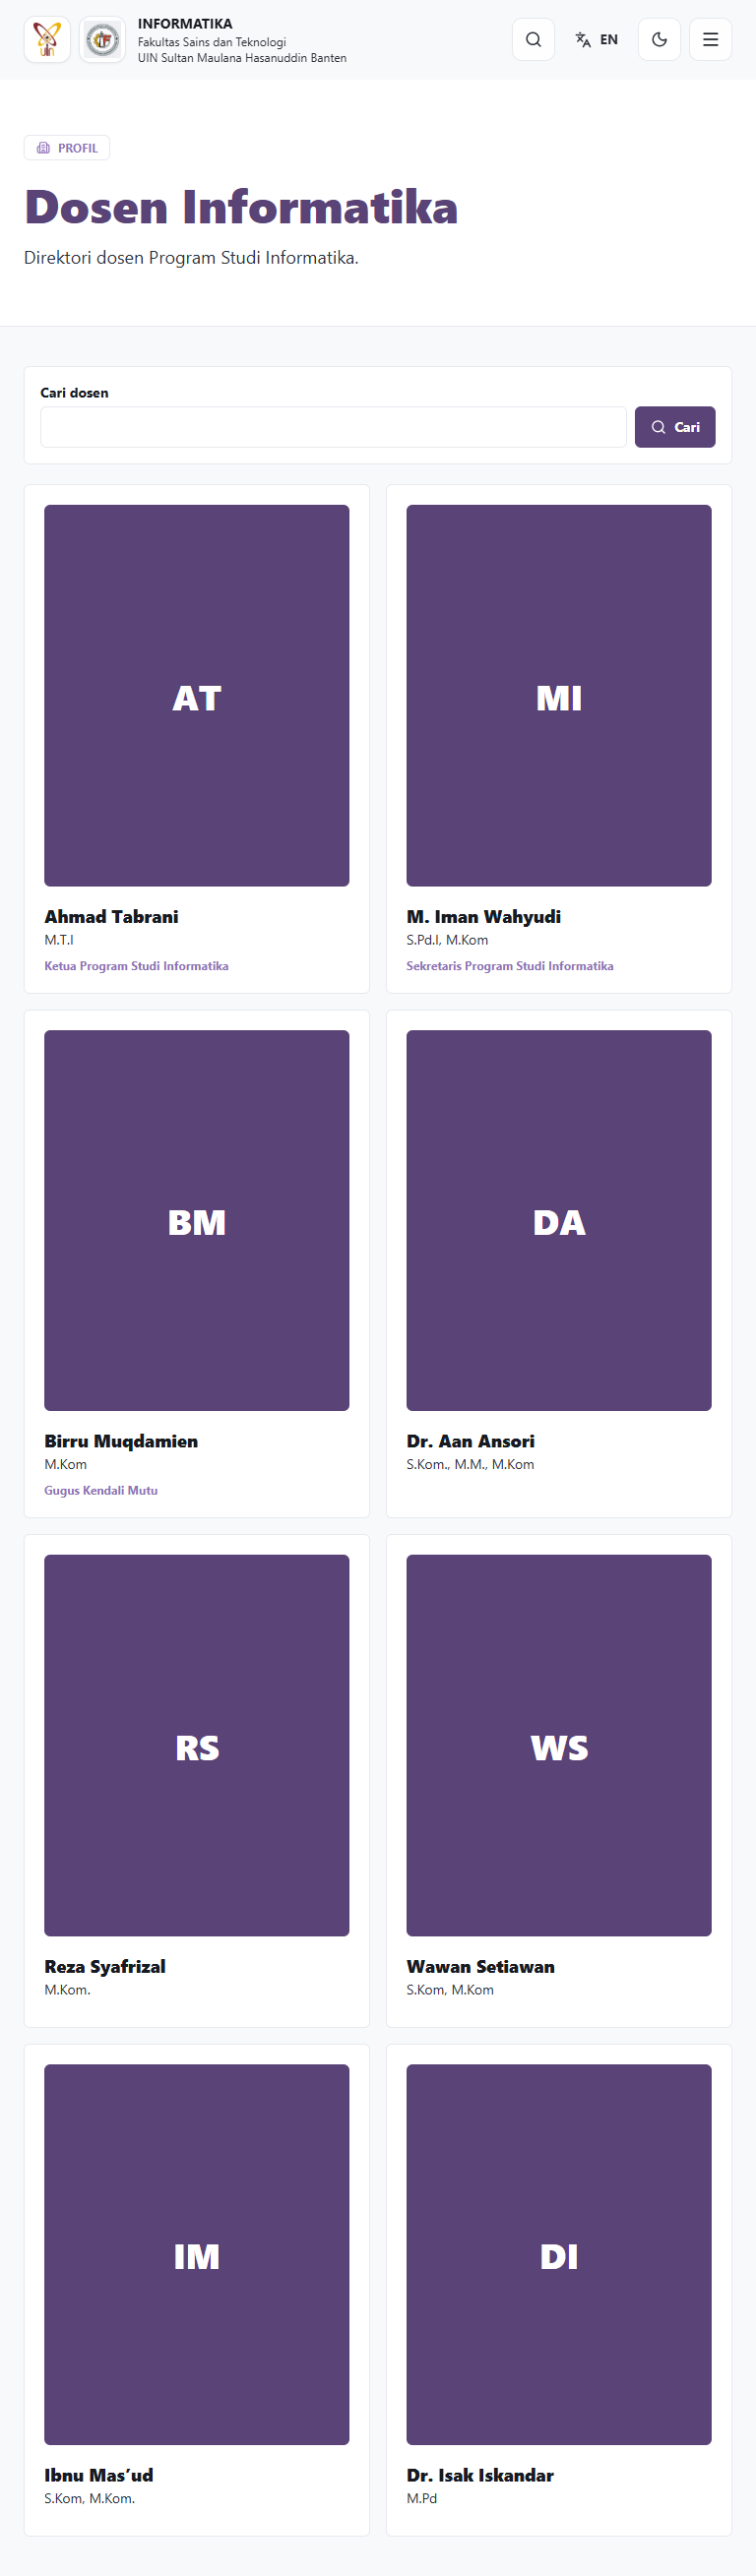 INFORMATIKA
Fakultas Sains dan Teknologi
UIN Sultan Maulana Hasanuddin Banten
EN
PROFIL
Dosen Informatika
Direktori dosen Program Studi Informatika.
Cari dosen
Cari
AT
Ahmad Tabrani
M.T.I
Ketua Program Studi Informatika
MI
M. Iman Wahyudi
S.Pd.I, M.Kom
Sekretaris Program Studi Informatika
BM
Birru Muqdamien
M.Kom
Gugus Kendali Mutu
DA
Dr. Aan Ansori
S.Kom., M.M., M.Kom
RS
Reza Syafrizal
M.Kom.
WS
Wawan Setiawan
S.Kom, M.Kom
IM
Ibnu Mas’ud
S.Kom, M.Kom.
DI
Dr. Isak Iskandar
M.Pd